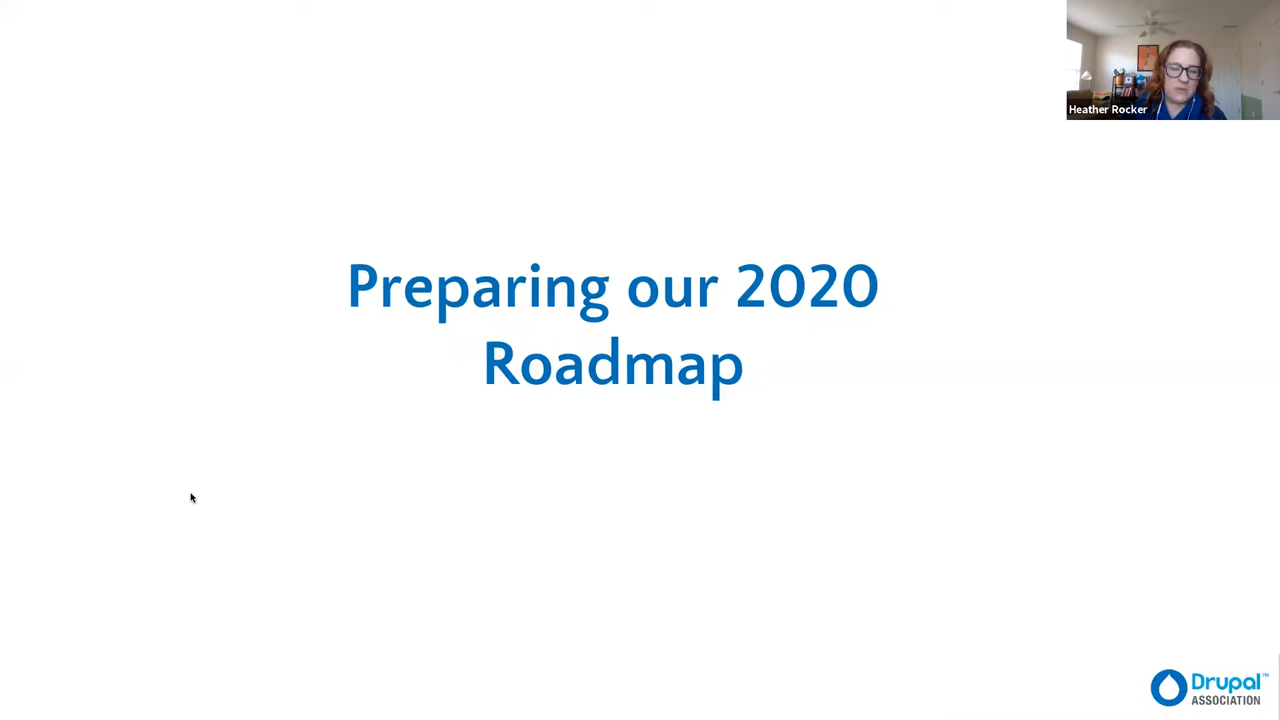 Heather Rocker
Preparing our 2020
Roadmap
Drupal™
ASSOCIATION